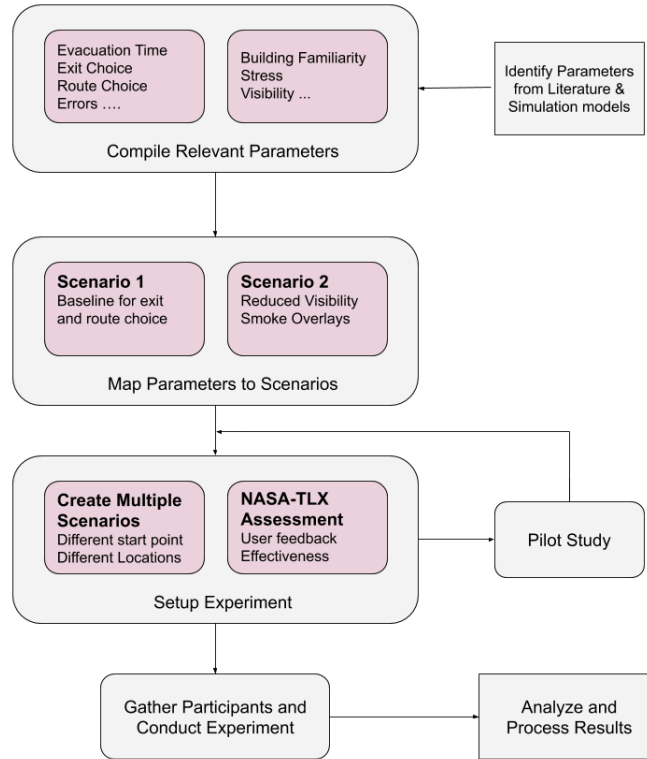 Evacuation Time
Exit Choice
Route Choice
Errors ....
Building Familiarity
Stress
Visibility ...
Compile Relevant Parameters
Identify Parameters
from Literature &
Simulation models
Scenario 1
Baseline for exit
and route choice
Scenario 2
Reduced Visibility
Smoke Overlays
Map Parameters to Scenarios
Create Multiple
Scenarios
Different start point
Different Locations
NASA-TLX
Assessment
User feedback
Effectiveness
Setup Experiment
Pilot Study
Gather Participants and
Conduct Experiment
Analyze and
Process Results